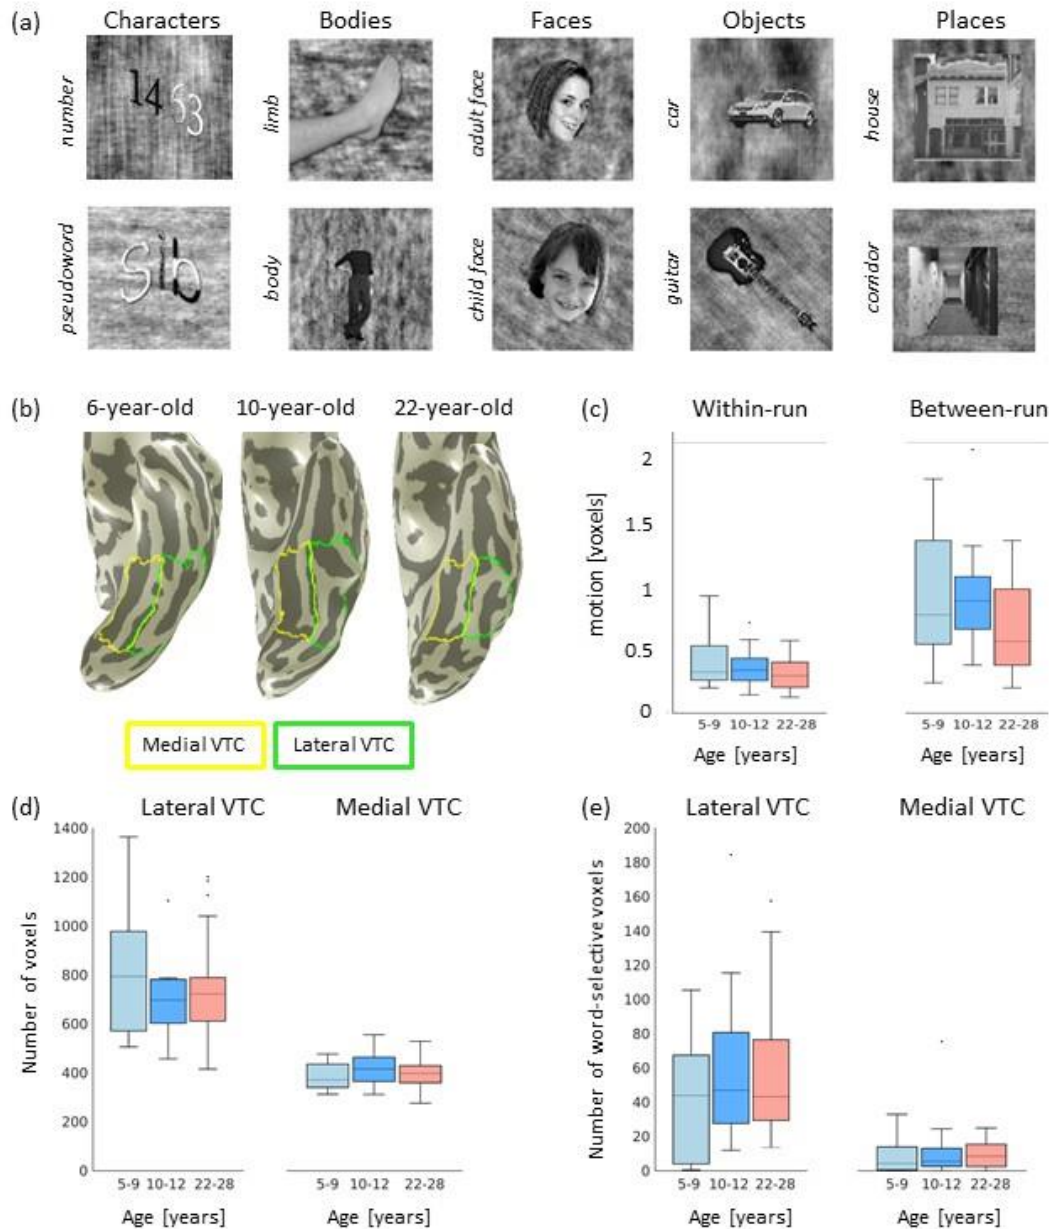 (a) Characters Bodies Faces Objects Places
number limb adult face car house
14 53
pseudoword body child face guitar corridor
sib
(b) 6-year-old 10-year-old 22-year-old
Medial VTC Lateral VTC
(c) Within-run Between-run
motion [voxels]
2
1.5
1
0.5
0
5-9 10-12 22-28 5-9 10-12 22-28
Age [years] Age [years]
(d) Lateral VTC Medial VTC
Number of voxels
1400
1200
1000
800
600
400
200
0
5-9 10-12 22-28 5-9 10-12 22-28
Age [years] Age [years]
(e) Lateral VTC Medial VTC
Number of word-selective voxels
200
180
160
140
120
100
80
60
40
20
0
5-9 10-12 22-28 5-9 10-12 22-28
Age [years] Age [years]